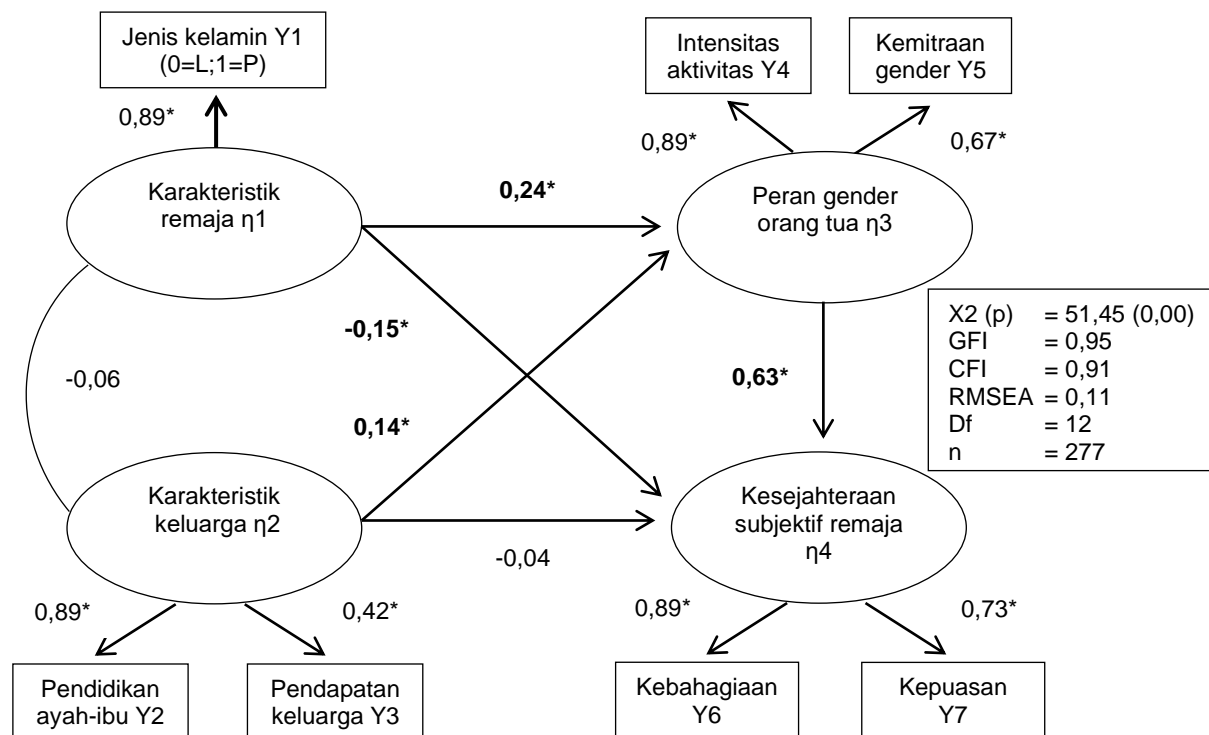 Jenis kelamin Y1
(0=L;1=P)
Intensitas
aktivitas Y4
Kemitraan
gender Y5
0,89*
0,89*
0,67*
Karakteristik
remaja η1
0,24*
Peran gender
orang tua η3
-0,15*
-0,06
0,63*
0,14*
X2 (p) = 51,45 (0,00)
GFI = 0,95
CFI = 0,91
RMSEA = 0,11
Df = 12
n = 277
Karakteristik
keluarga η2
Kesejahteraan
subjektif remaja
η4
-0,04
0,89*
0,42*
0,89*
0,73*
Pendidikan
ayah-ibu Y2
Pendapatan
keluarga Y3
Kebahagiaan
Y6
Kepuasan
Y7